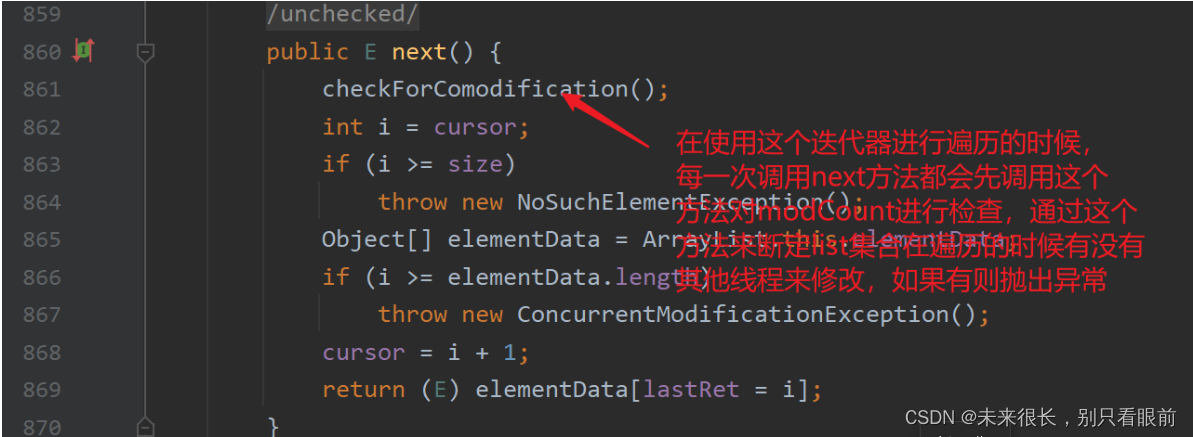 859 /unchecked/
860 public E next() {
861 checkForComodification();
862 int i = cursor;
863 if (i >= size)
864 throw new NoSuchElementException();
865 Object[] elementData = ArrayList.this.elementData;
866 if (i >= elementData.length)
867 throw new ConcurrentModificationException();
868 cursor = i + 1;
869 return (E) elementData[lastRet = i];
870 }
在使用这个迭代器进行遍历的时候，
每一次调用next方法都会先调用这个
方法对modCount进行检查，通过这个
方法来断定list集合在遍历的时候有没有
其他线程来修改，如果有则抛出异常
CSDN @未来很长，别只看眼前